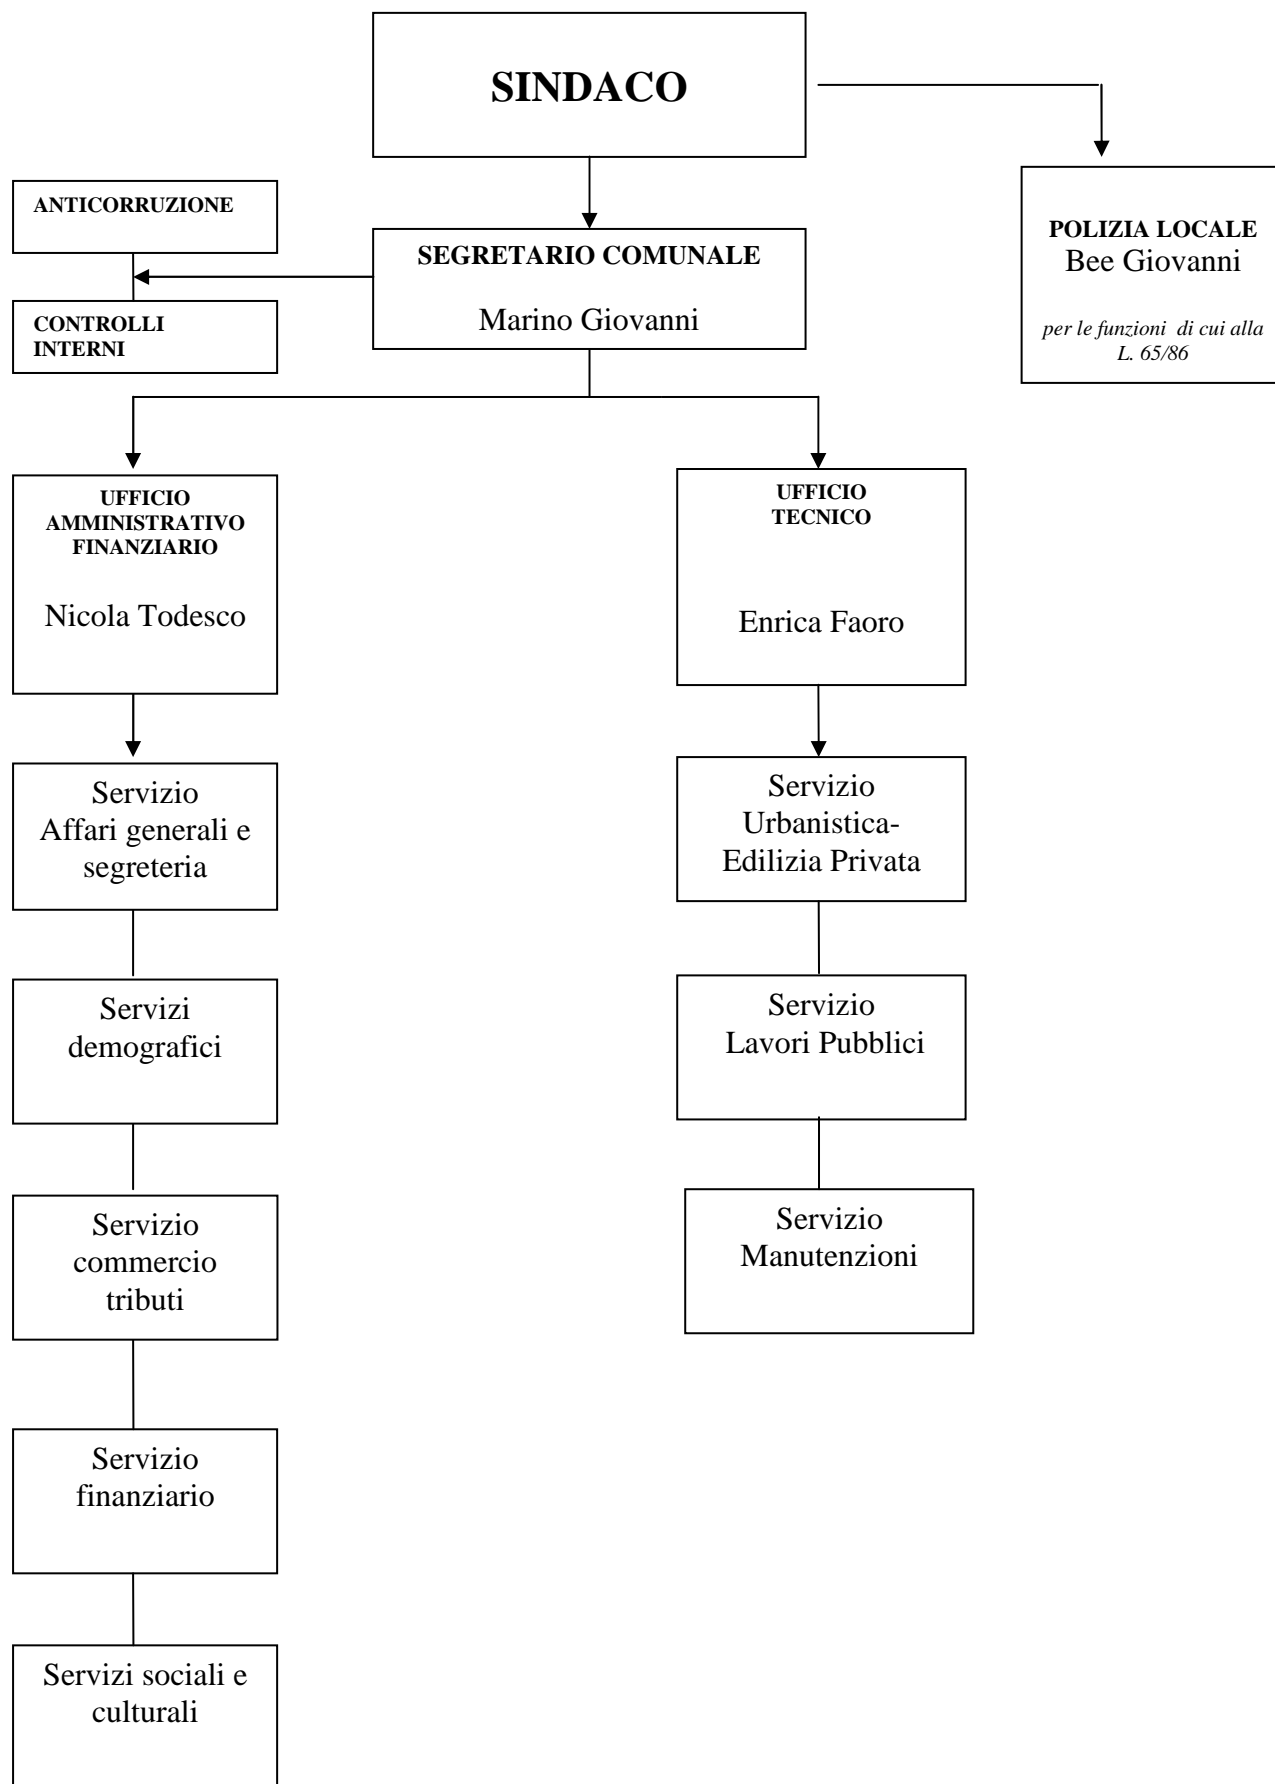 SINDACO
ANTICORRUZIONE
CONTROLLI
INTERNI
SEGRETARIO COMUNALE
Marino Giovanni
POLIZIA LOCALE
Bee Giovanni
per le funzioni di cui alla
L. 65/86
UFFICIO
AMMINISTRATIVO
FINANZIARIO
Nicola Todesco
UFFICIO
TECNICO
Enrica Faoro
Servizio
Affari generali e
segreteria
Servizi
demografici
Servizio
commercio
tributi
Servizio
finanziario
Servizi sociali e
culturali
Servizio
Urbanistica-
Edilizia Privata
Servizio
Lavori Pubblici
Servizio
Manutenzioni